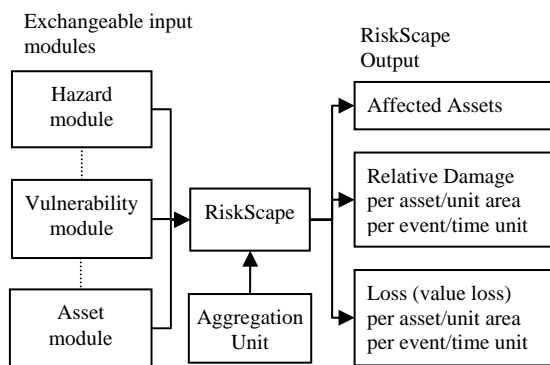 Exchangeable input
modules
Hazard
module
Vulnerability
module
Asset
module
RiskScape
Aggregation
Unit
RiskScape
Output
Affected Assets
Relative Damage
per asset/unit area
per event/time unit
Loss (value loss)
per asset/unit area
per event/time unit